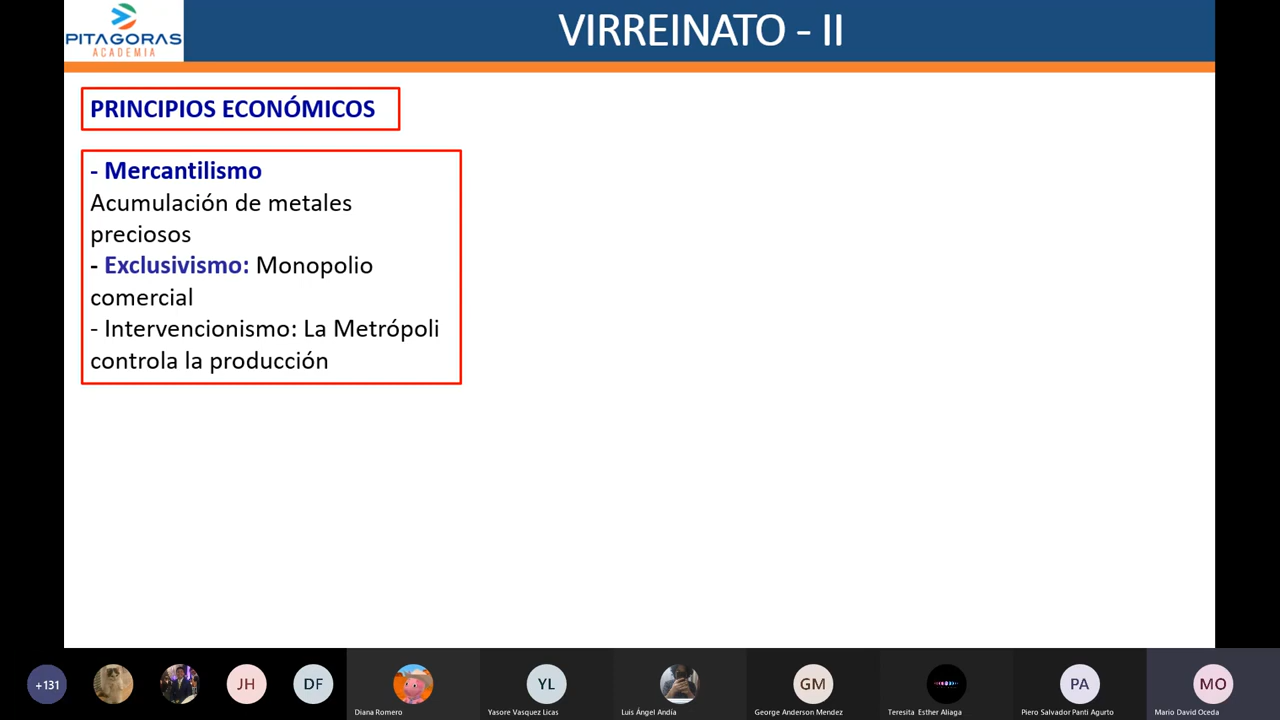 PITAGORAS
ACADEMIA
VIRREINATO - II
PRINCIPIOS ECONÓMICOS
- Mercantilismo
Acumulación de metales
preciosos
- Exclusivismo: Monopolio
comercial
- Intervencionismo: La Metrópoli
controla la producción
+131
JH
DF
Diana Romero
YL
Yasore Vasquez Licas
Luis Ángel Andía
GM
George Anderson Mendez
Teresita Esther Aliaga
PA
Piero Salvador Panti Agurto
MO
Mario David Oceda